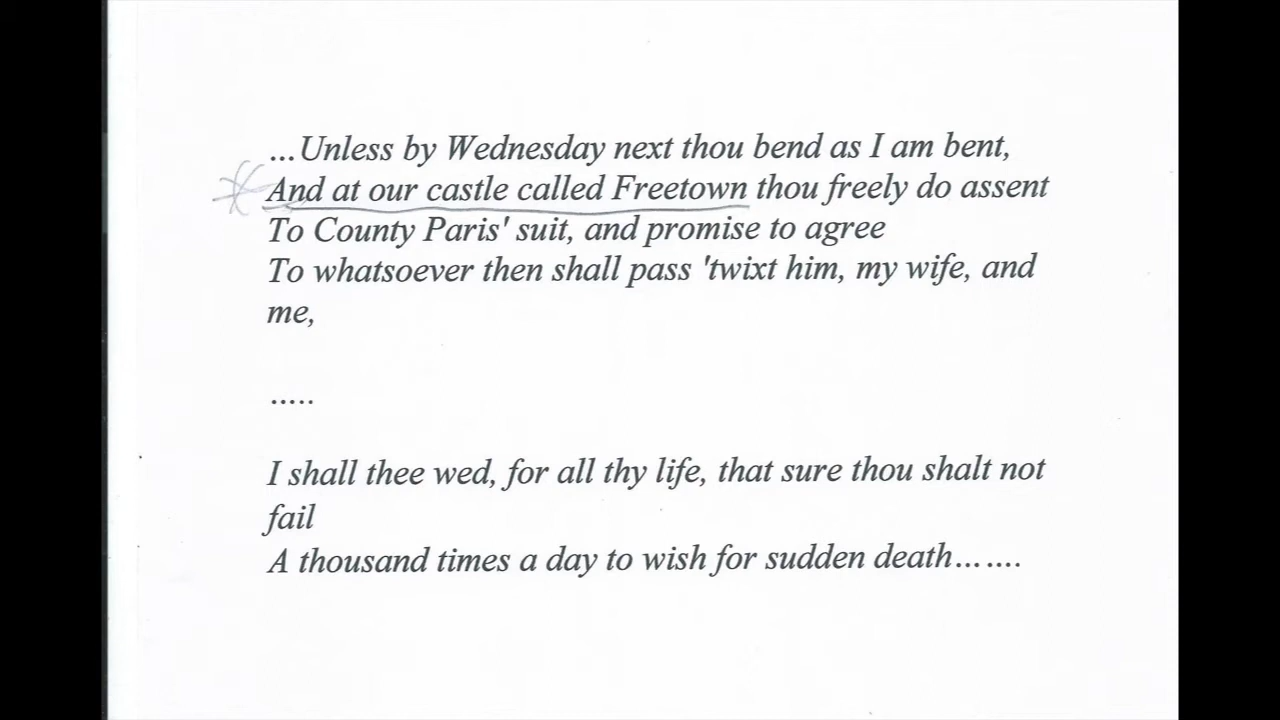 ...Unless by Wednesday next thou bend as I am bent,
And at our castle called Freetown thou freely do assent
To County Paris' suit, and promise to agree
To whatsoever then shall pass 'twixt him, my wife, and
me,
.....
I shall thee wed, for all thy life, that sure thou shalt not
fail
A thousand times a day to wish for sudden death.......